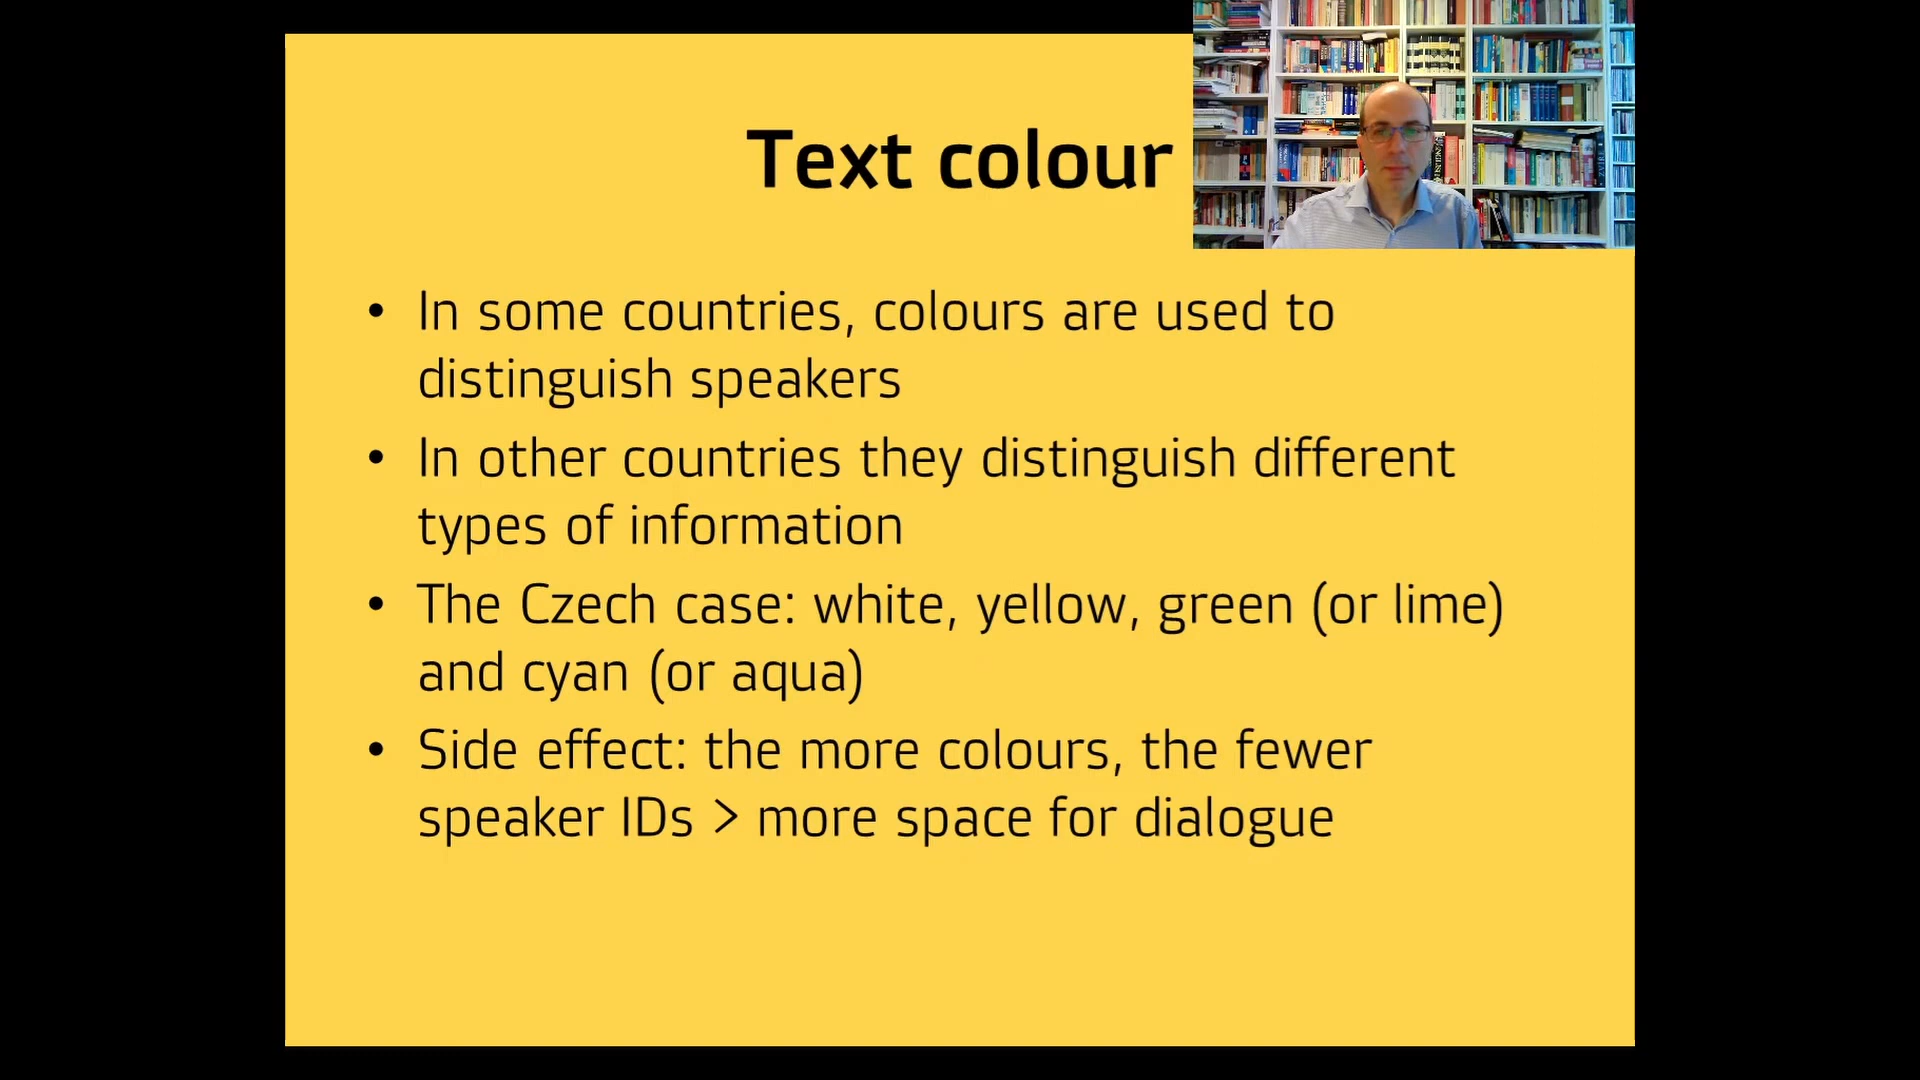 Text colour
• In some countries, colours are used to
distinguish speakers
• In other countries they distinguish different
types of information
• The Czech case: white, yellow, green (or lime)
and cyan (or aqua)
• Side effect: the more colours, the fewer
speaker IDs > more space for dialogue